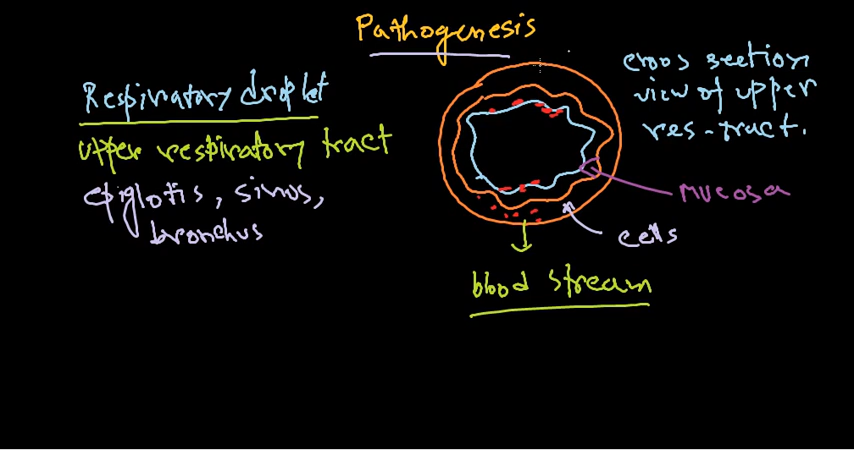 Pathogenesis
Respiratory droplet
upper respiratory tract
epiglotis, sinus,
bronchus
cross section
view of upper
res-tract.
Mucosa
cells
blood stream